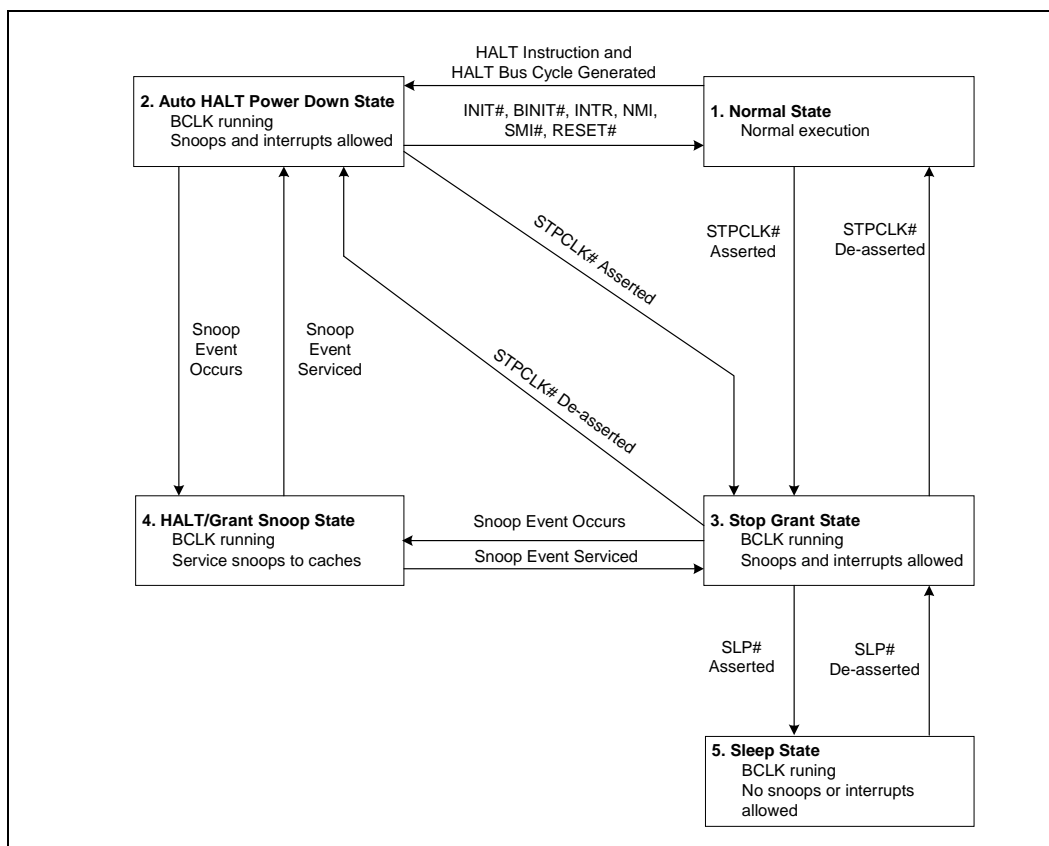 HALT Instruction and
HALT Bus Cycle Generated
2. Auto HALT Power Down State
BCLK running
Snoops and interrupts allowed
INIT#, BINIT#, INTR, NMI,
SMI#, RESET#
1. Normal State
Normal execution
STPCLK#
Asserted
STPCLK#
De-asserted
STPCLK# Asserted
STPCLK# De-asserted
Snoop
Event
Occurs
Snoop
Event
Serviced
4. HALT/Grant Snoop State
BCLK running
Service snoops to caches
Snoop Event Occurs
Snoop Event Serviced
3. Stop Grant State
BCLK running
Snoops and interrupts allowed
SLP#
Asserted
SLP#
De-asserted
5. Sleep State
BCLK runing
No snoops or interrupts
allowed